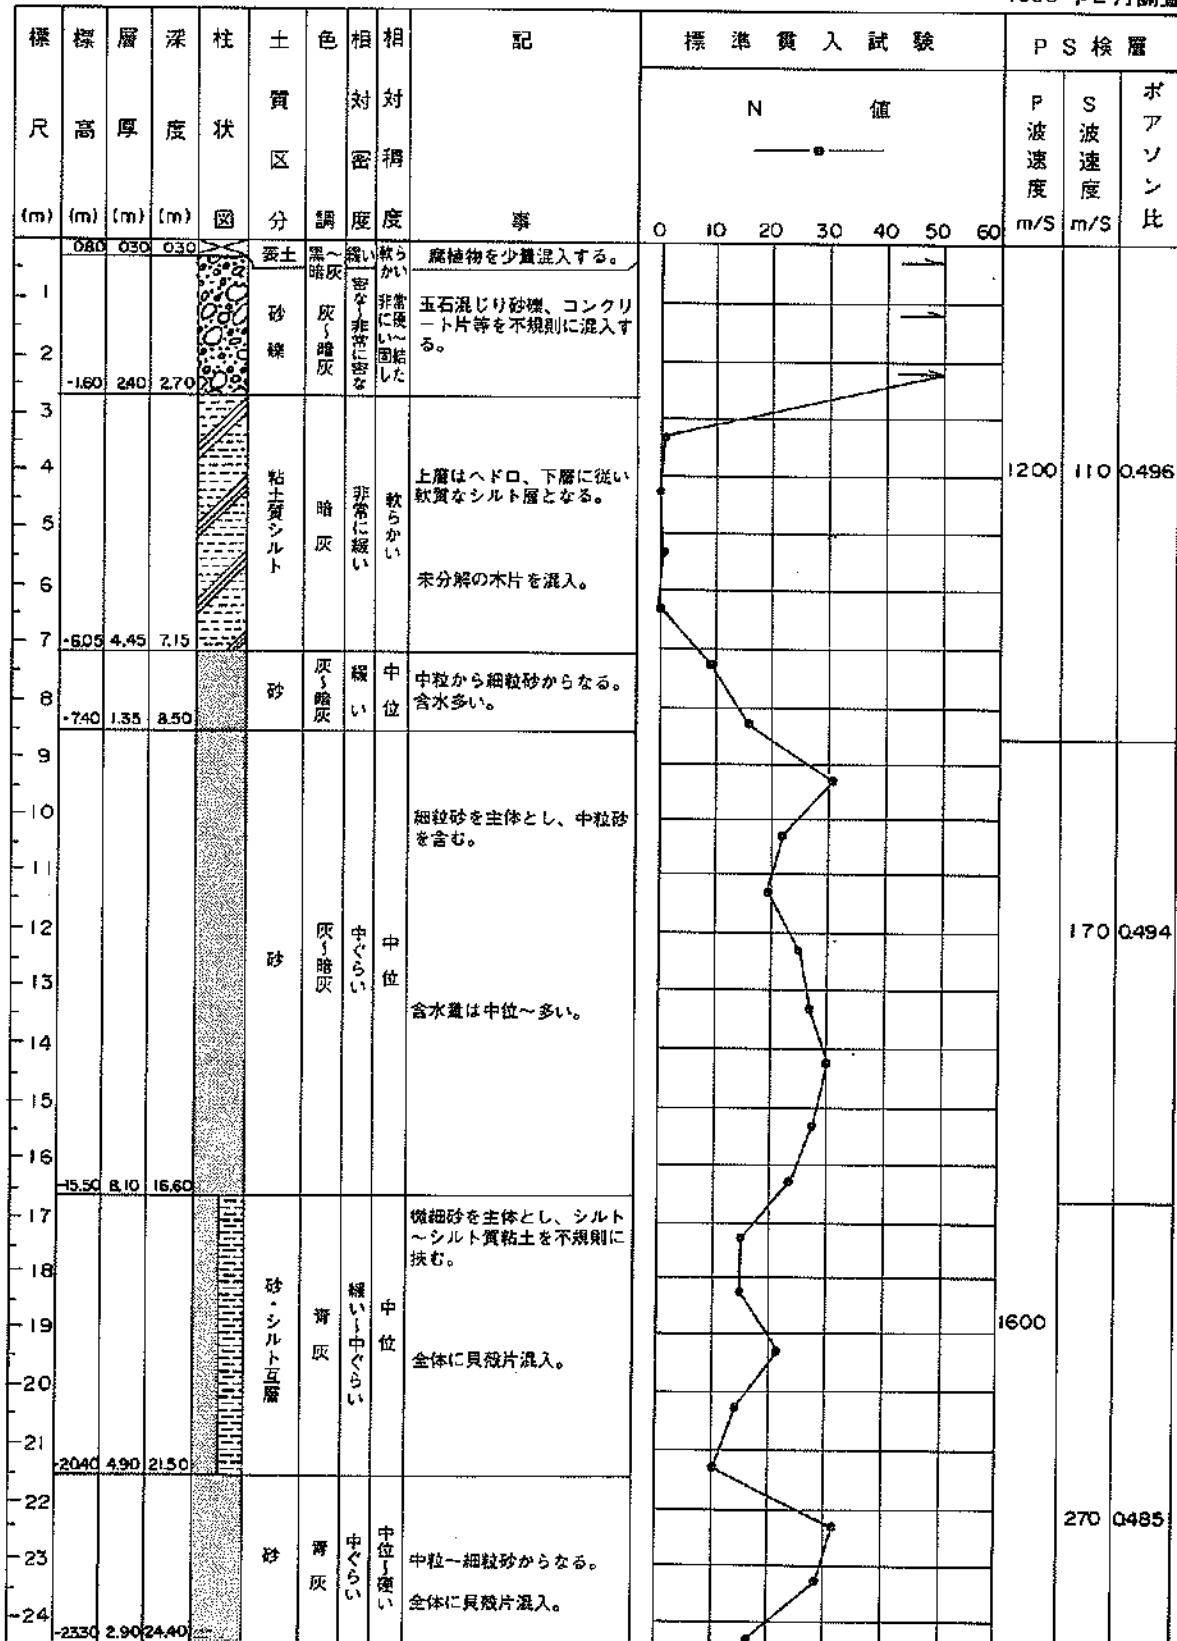 標尺 (m)
標高 (m)
層厚 (m)
深度 (m)
柱状図
土質区分
色調
相対密度
相対稠度
記事
標準貫入試験
N 値
0 10 20 30 40 50 60
PS検層
P波速度 m/S
S波速度 m/S
ポアソン比
0.80 0.30 0.30
表土
黒〜暗灰
緩い
軟らかい
腐植物を少量混入する。
1
2
-1.60 2.40 2.70
砂礫
灰〜暗灰
密な〜非常に密な
非常に硬い〜固結した
玉石混じり砂礫、コンクリ
ート片等を不規則に混入す
る。
3
4
5
6
7
-6.05 4.45 7.15
粘土質シルト
暗灰
非常に緩い
軟らかい
上層はヘドロ、下層に従い
軟質なシルト層となる。
未分解の木片を混入。
1200 110 0.496
8
-7.40 1.35 8.50
砂
灰〜暗灰
緩い
中位
中粒から細粒砂からなる。
含水多い。
9
10
11
12
13
14
15
16
-15.50 8.10 16.60
砂
灰〜暗灰
中ぐらい
中位
細粒砂を主体とし、中粒砂
を含む。
含水量は中位〜多い。
170 0.494
17
18
19
20
21
-20.40 4.90 21.50
砂・シルト互層
青灰
緩い〜中ぐらい
中位
微細砂を主体とし、シルト
〜シルト質粘土を不規則に
挟む。
全体に貝殻片混入。
1600
22
23
24
-23.30 2.90 24.40
砂
青灰
中ぐらい
中位〜硬い
中粒〜細粒砂からなる。
全体に貝殻片混入。
270 0.485